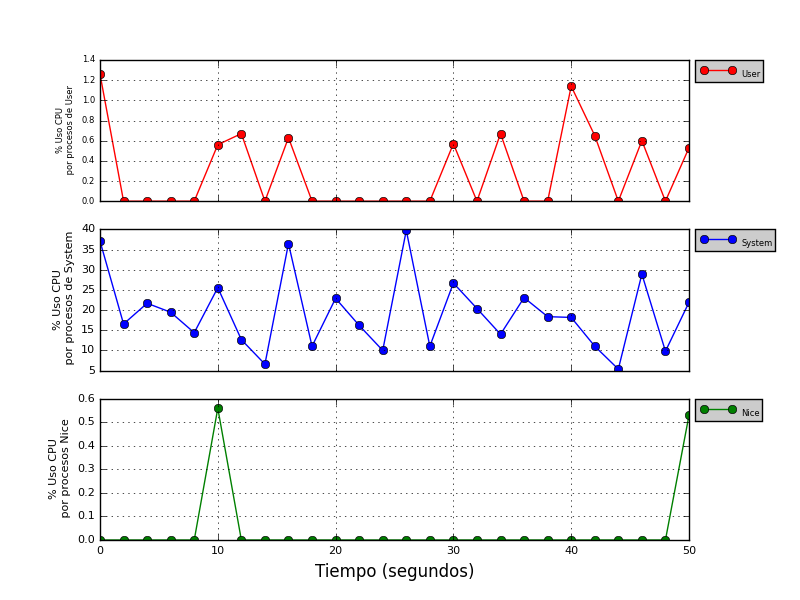 1.4
1.2
1.0
0.8
0.6
0.4
0.2
0.0
% Uso CPU
por procesos de User
User
40
35
30
25
20
15
10
5
% Uso CPU
por procesos de System
System
0.6
0.5
0.4
0.3
0.2
0.1
0.0
% Uso CPU
por procesos Nice
Nice
0 10 20 30 40 50
Tiempo (segundos)